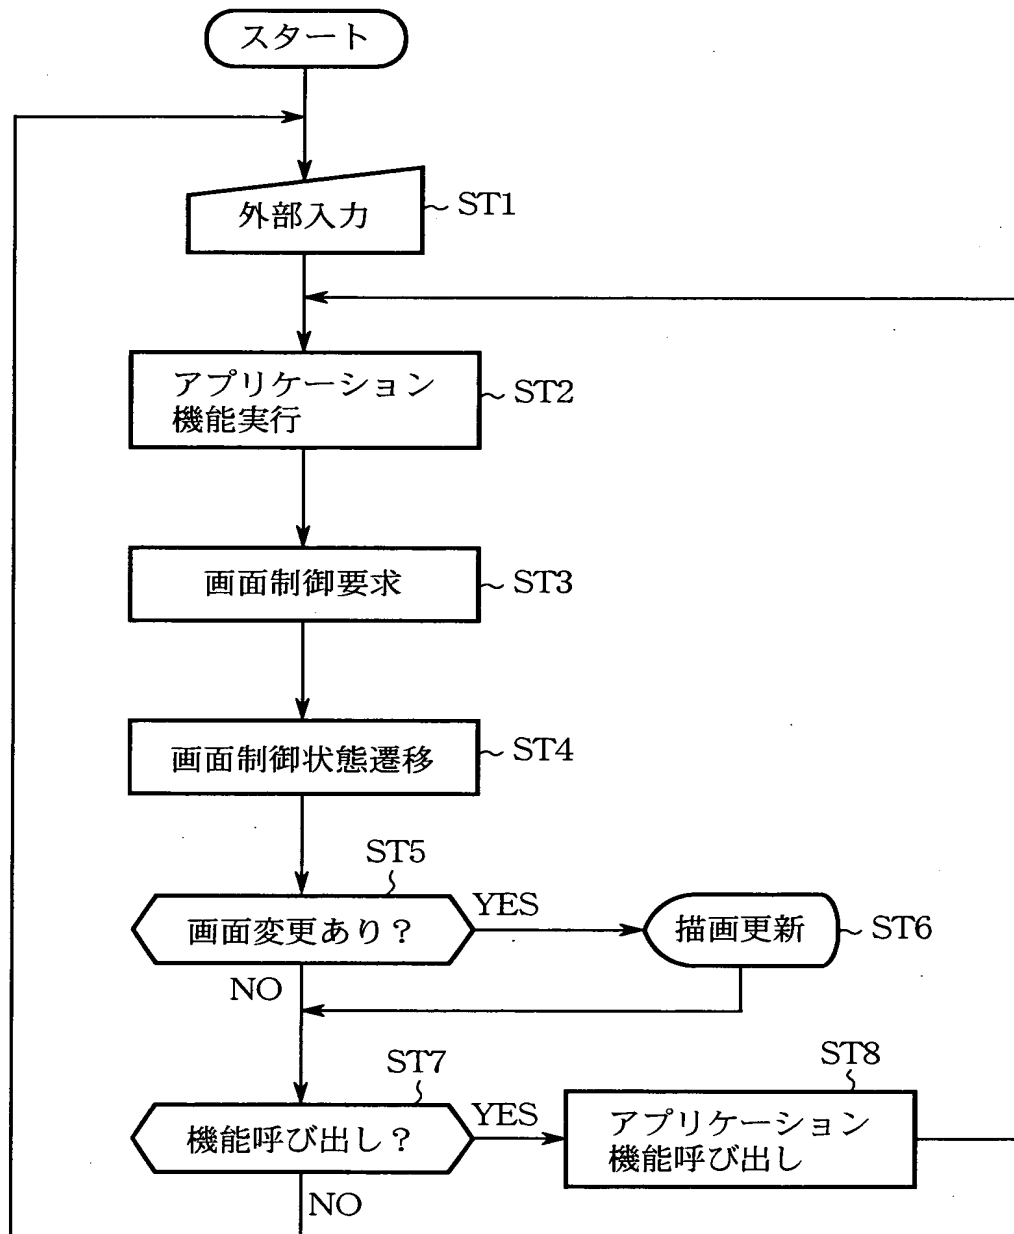 スタート
外部入力
ST1
アプリケーション
機能実行
ST2
画面制御要求
ST3
画面制御状態遷移
ST4
ST5
画面変更あり？
YES
描画更新
ST6
NO
ST7
機能呼び出し？
YES
ST8
アプリケーション
機能呼び出し
NO